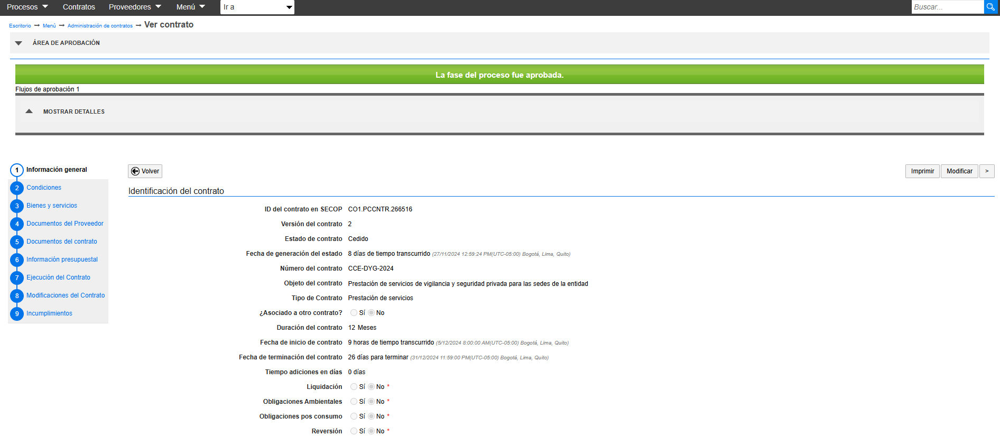 Procesos Contratos Proveedores Menú Ir a Buscar...
Escritorio → Menú → Administración de contratos → Ver contrato
ÁREA DE APROBACIÓN
La fase del proceso fue aprobada.
Flujos de aprobación 1
MOSTRAR DETALLES
1 Información general
2 Condiciones
3 Bienes y servicios
4 Documentos del Proveedor
5 Documentos del contrato
6 Información presupuestal
7 Ejecución del Contrato
8 Modificaciones del Contrato
9 Incumplimientos
Volver Imprimir Modificar >
Identificación del contrato
ID del contrato en SECOP CO1.PCCNTR.266516
Versión del contrato 2
Estado de contrato Cedido
Fecha de generación del estado 8 días de tiempo transcurrido (27/11/2024 12:59:24 PM(UTC-05:00) Bogotá, Lima, Quito)
Número del contrato CCE-DYG-2024
Objeto del contrato Prestación de servicios de vigilancia y seguridad privada para las sedes de la entidad
Tipo de Contrato Prestación de servicios
¿Asociado a otro contrato? Sí No
Duración del contrato 12 Meses
Fecha de inicio de contrato 9 horas de tiempo transcurrido (5/12/2024 8:00:00 AM(UTC-05:00) Bogotá, Lima, Quito)
Fecha de terminación del contrato 26 días para terminar (31/12/2024 11:59:00 PM(UTC-05:00) Bogotá, Lima, Quito)
Tiempo adiciones en días 0 días
Liquidación Sí No *
Obligaciones Ambientales Sí No *
Obligaciones pos consumo Sí No *
Reversión Sí No *